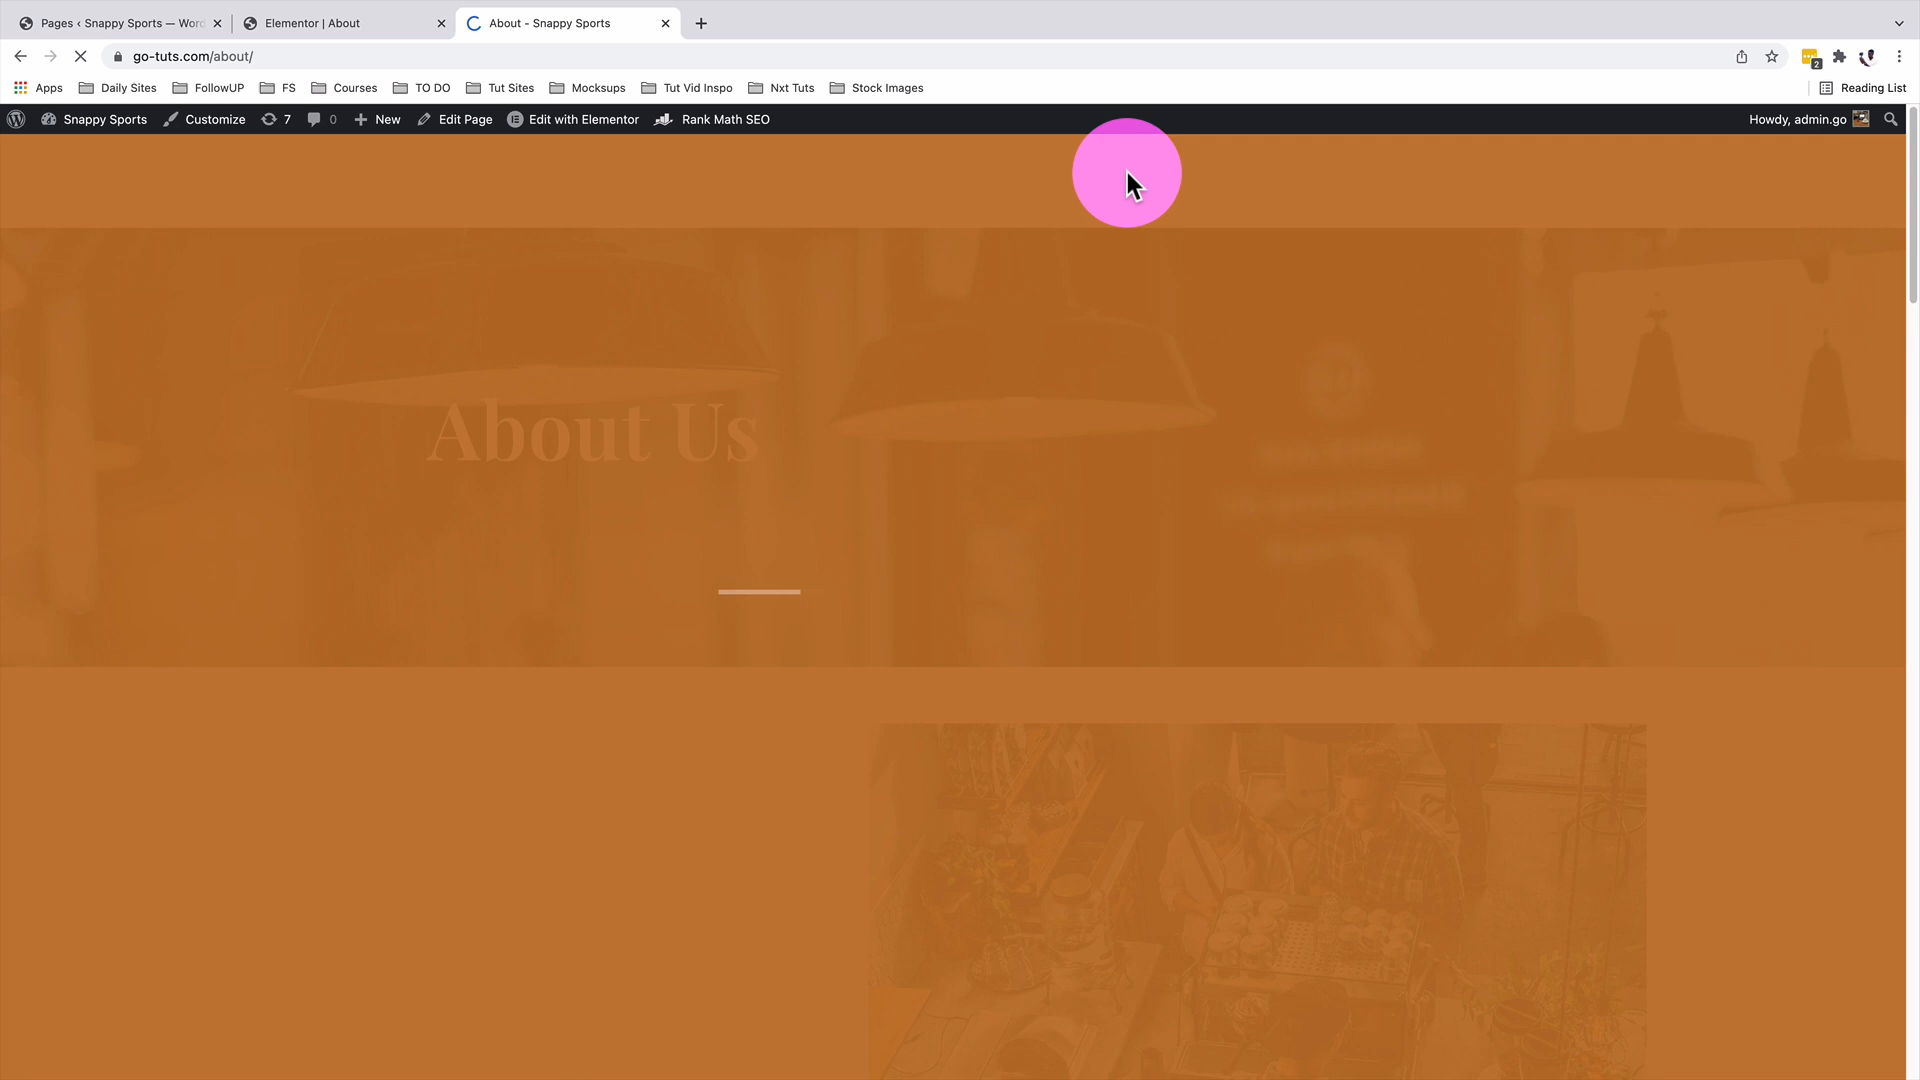 Pages ‹ Snappy Sports — Word
Elementor | About
About - Snappy Sports
go-tuts.com/about/
2
Apps
Daily Sites
FollowUP
FS
Courses
TO DO
Tut Sites
Mocksups
Tut Vid Inspo
Nxt Tuts
Stock Images
Reading List
Snappy Sports
Customize
7
0
New
Edit Page
Edit with Elementor
Rank Math SEO
Howdy, admin.go
About Us